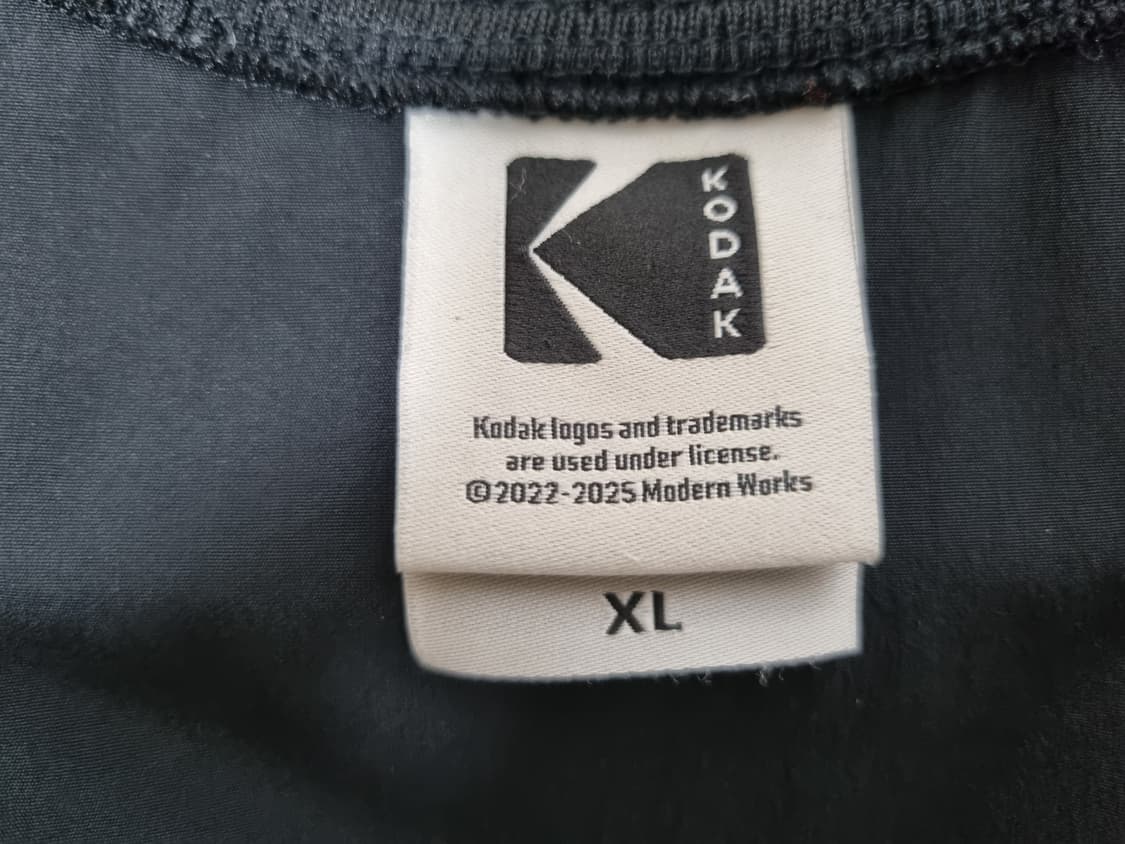 KODAK
Kodak logos and trademarks
are used under license.
©2022-2025 Modern Works
XL